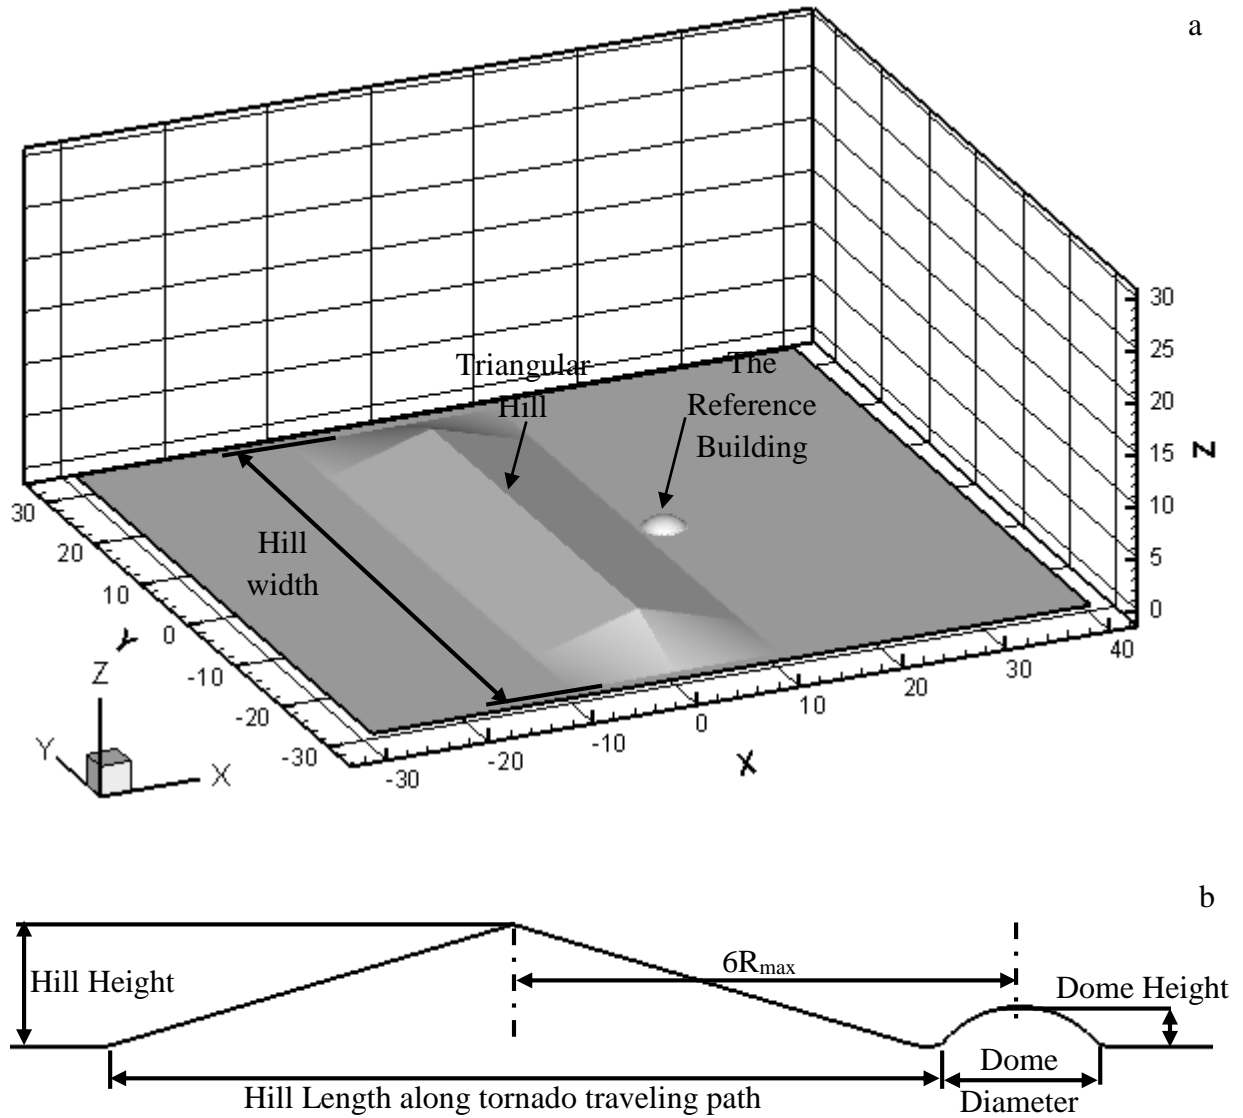 a
Triangular
Hill
The
Reference
Building
Hill
width
30
25
20
15
10
5
0
Z
30
20
10
0
-10
-20
-30
Y
-30
-20
-10
0
10
20
30
40
X
Z
Y
X
b
Hill Height
6Rmax
Dome Height
Dome
Diameter
Hill Length along tornado traveling path